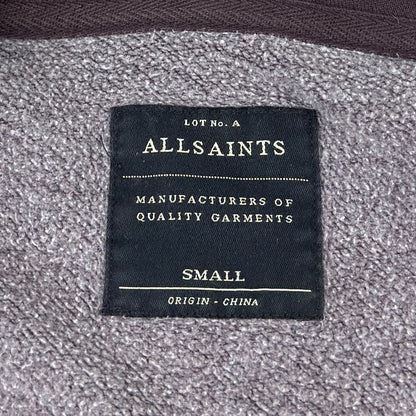 LOT No. A
ALLSAINTS
MANUFACTURERS OF
QUALITY GARMENTS
SMALL
ORIGIN - CHINA